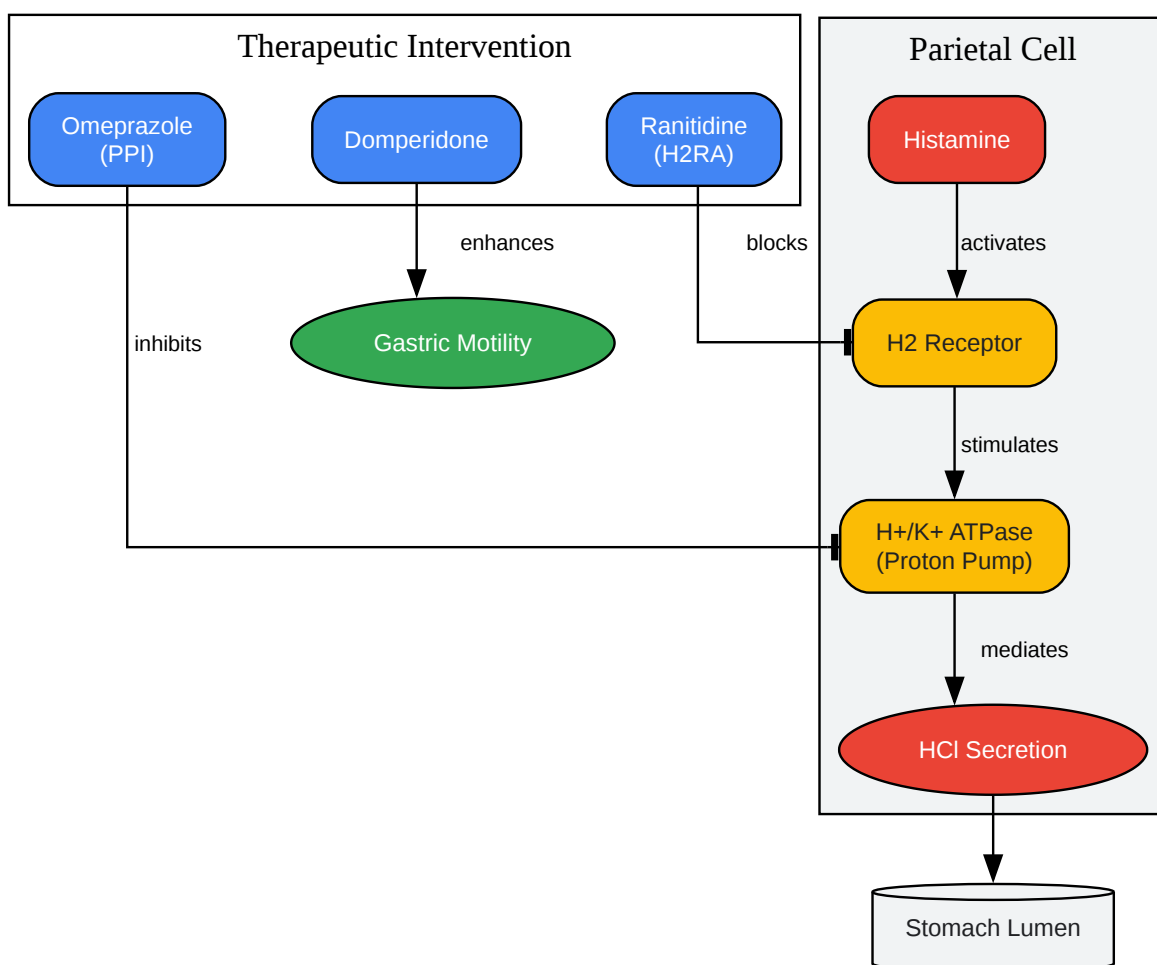 Therapeutic Intervention
Parietal Cell
Omeprazole
(PPI)
Domperidone
Ranitidine
(H2RA)
Histamine
enhances
blocks
activates
inhibits
Gastric Motility
H2 Receptor
stimulates
H+/K+ ATPase
(Proton Pump)
mediates
HCl Secretion
Stomach Lumen